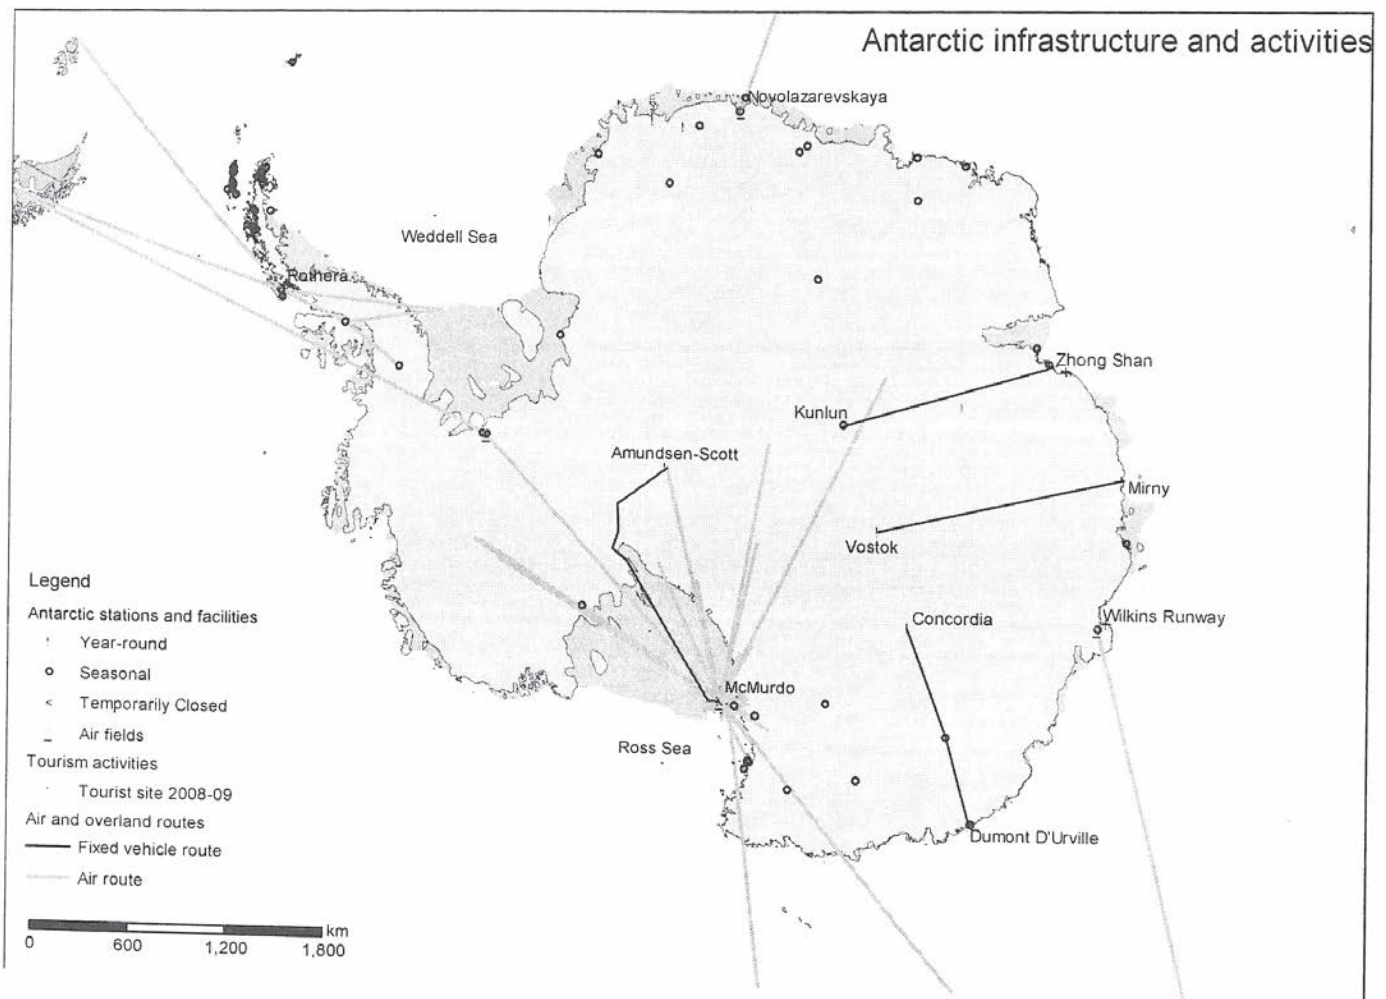 Antarctic infrastructure and activities
Novolazarevskaya
Weddell Sea
Rothera
Zhong Shan
Kunlun
Amundsen-Scott
Mirny
Vostok
Concordia
Wilkins Runway
McMurdo
Ross Sea
Dumont D'Urville
Legend
Antarctic stations and facilities
Year-round
Seasonal
Temporarily Closed
Air fields
Tourism activities
Tourist site 2008-09
Air and overland routes
Fixed vehicle route
Air route
km
0 600 1,200 1,800